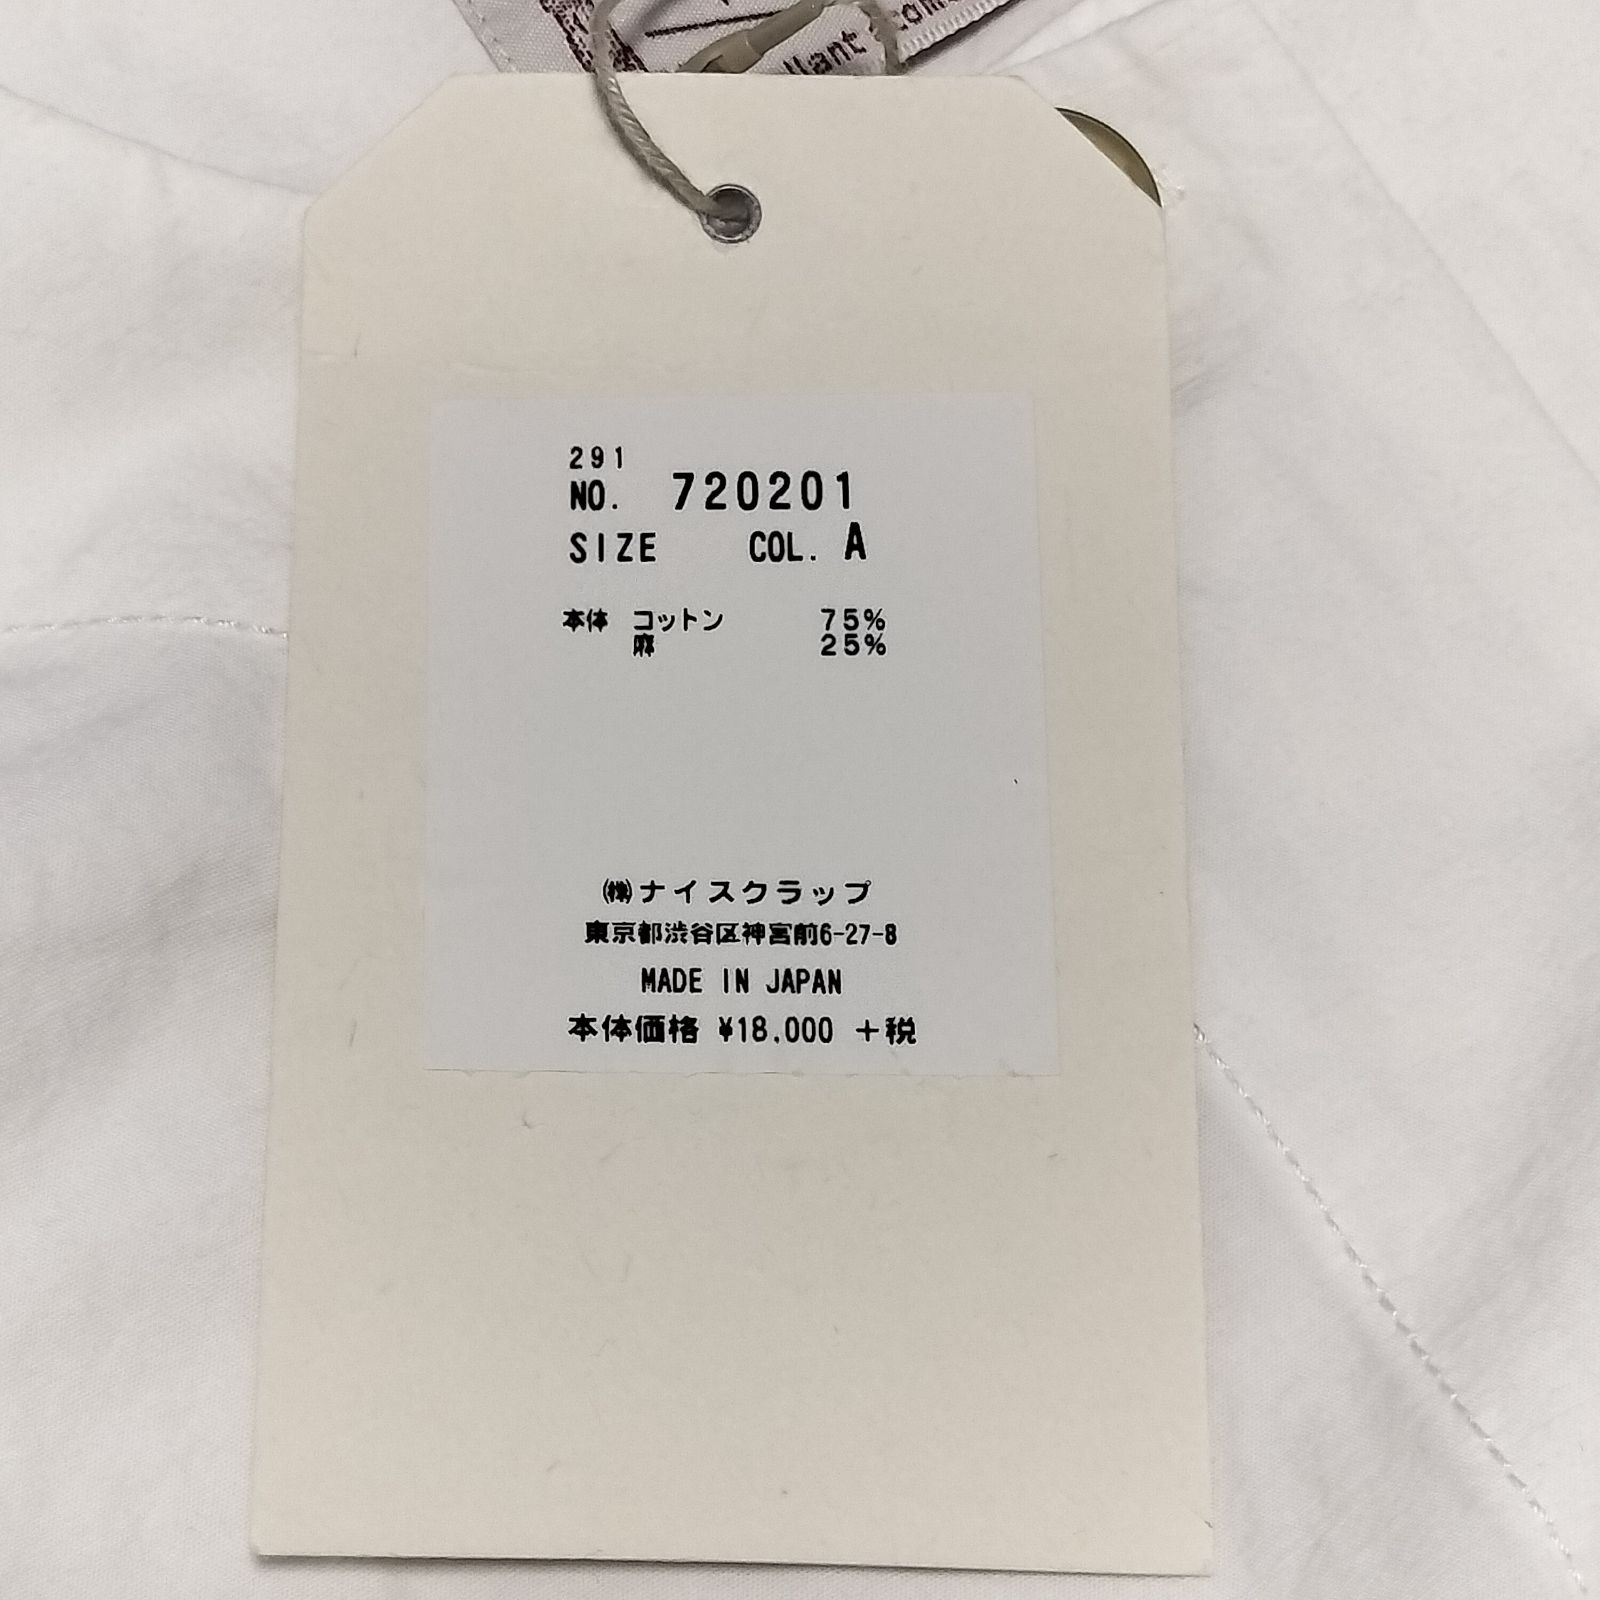 llant
291
NO. 720201
SIZE COL. A
本体 コットン 75%
麻 25%
㈱ナイスクラップ
東京都渋谷区神宮前6-27-8
MADE IN JAPAN
本体価格 ¥18,000 +税